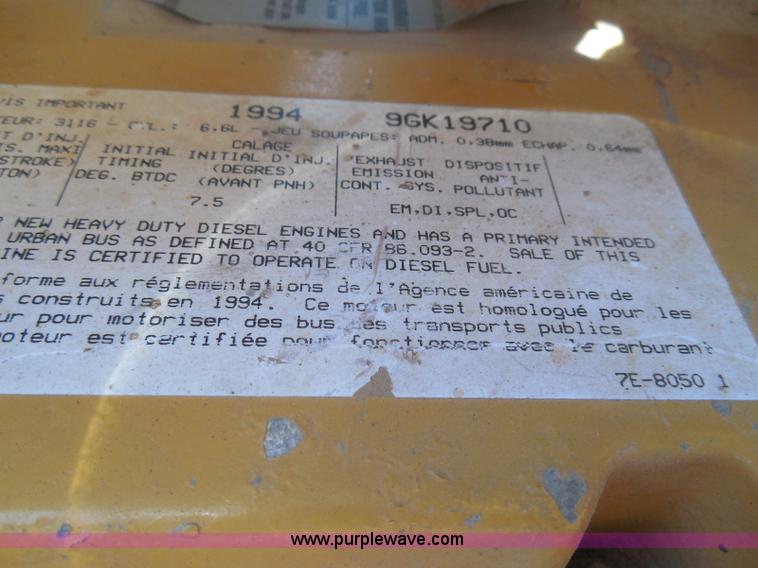 VIS IMPORTANT 1994 9GK19710
TEUR: 3116 - CYL.: 6.6L - JEU SOUPAPES: ADM. 0.38mm ECHAP. 0.64mm
T D'INJ. CALAGE
S. MAXI INITIAL INITIAL D'INJ. EXHAUST DISPOSITIF
STROKE) TIMING (DEGRES) EMISSION ANTI-
TON) DEG. BTDC (AVANT PNH) CONT. SYS. POLLUTANT
7.5 EM,DI,SPL,OC
NEW HEAVY DUTY DIESEL ENGINES AND HAS A PRIMARY INTENDED
URBAN BUS AS DEFINED AT 40 CFR 86.093-2. SALE OF THIS
INE IS CERTIFIED TO OPERATE ON DIESEL FUEL.
forme aux réglementations de l'Agence américaine de
s construits en 1994. Ce moteur est homologué pour les
ur pour motoriser des bus des transports publics
moteur est certifiée pour fonctionner avec le carburant
7E-8050 1
www.purplewave.com